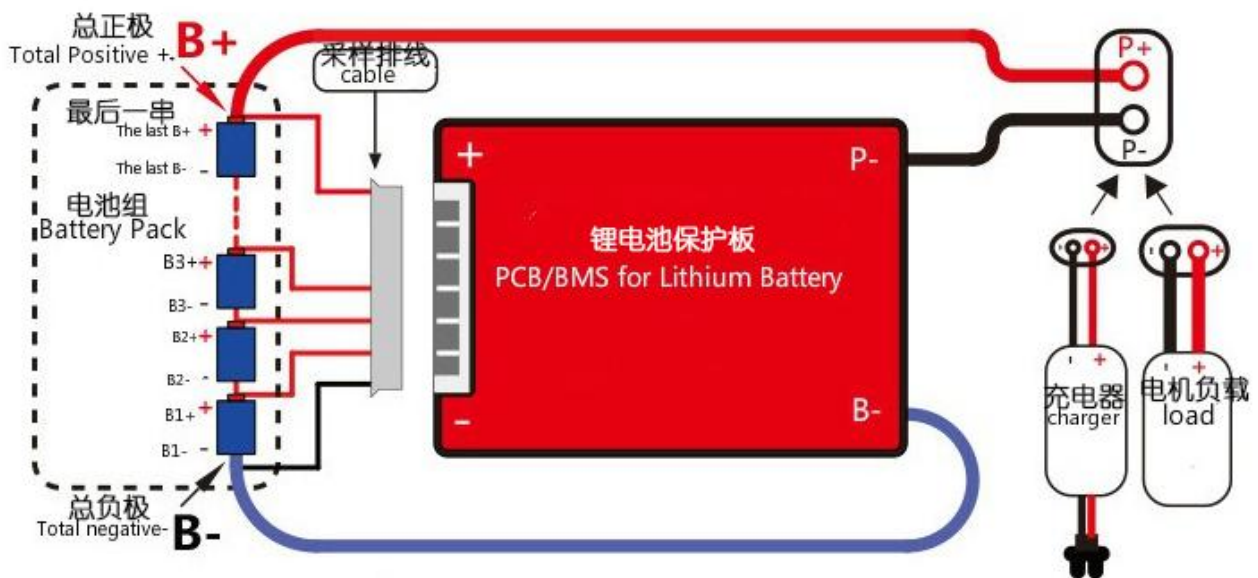 总正极
Total Positive +
B+
采样排线
cable
P+
P-
最后一串
The last B+
+
The last B-
-
电池组
Battery Pack
B3+
+
B3-
-
B2+
+
B2-
-
B1+
+
B1-
-
总负极
Total negative-
B-
+
-
P-
锂电池保护板
PCB/BMS for Lithium Battery
B-
-
+
-
+
-
+
充电器
charger
-
+
电机负载
load